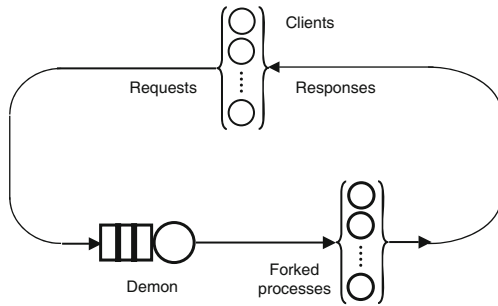 Clients
Requests
Responses
Demon
Forked
processes